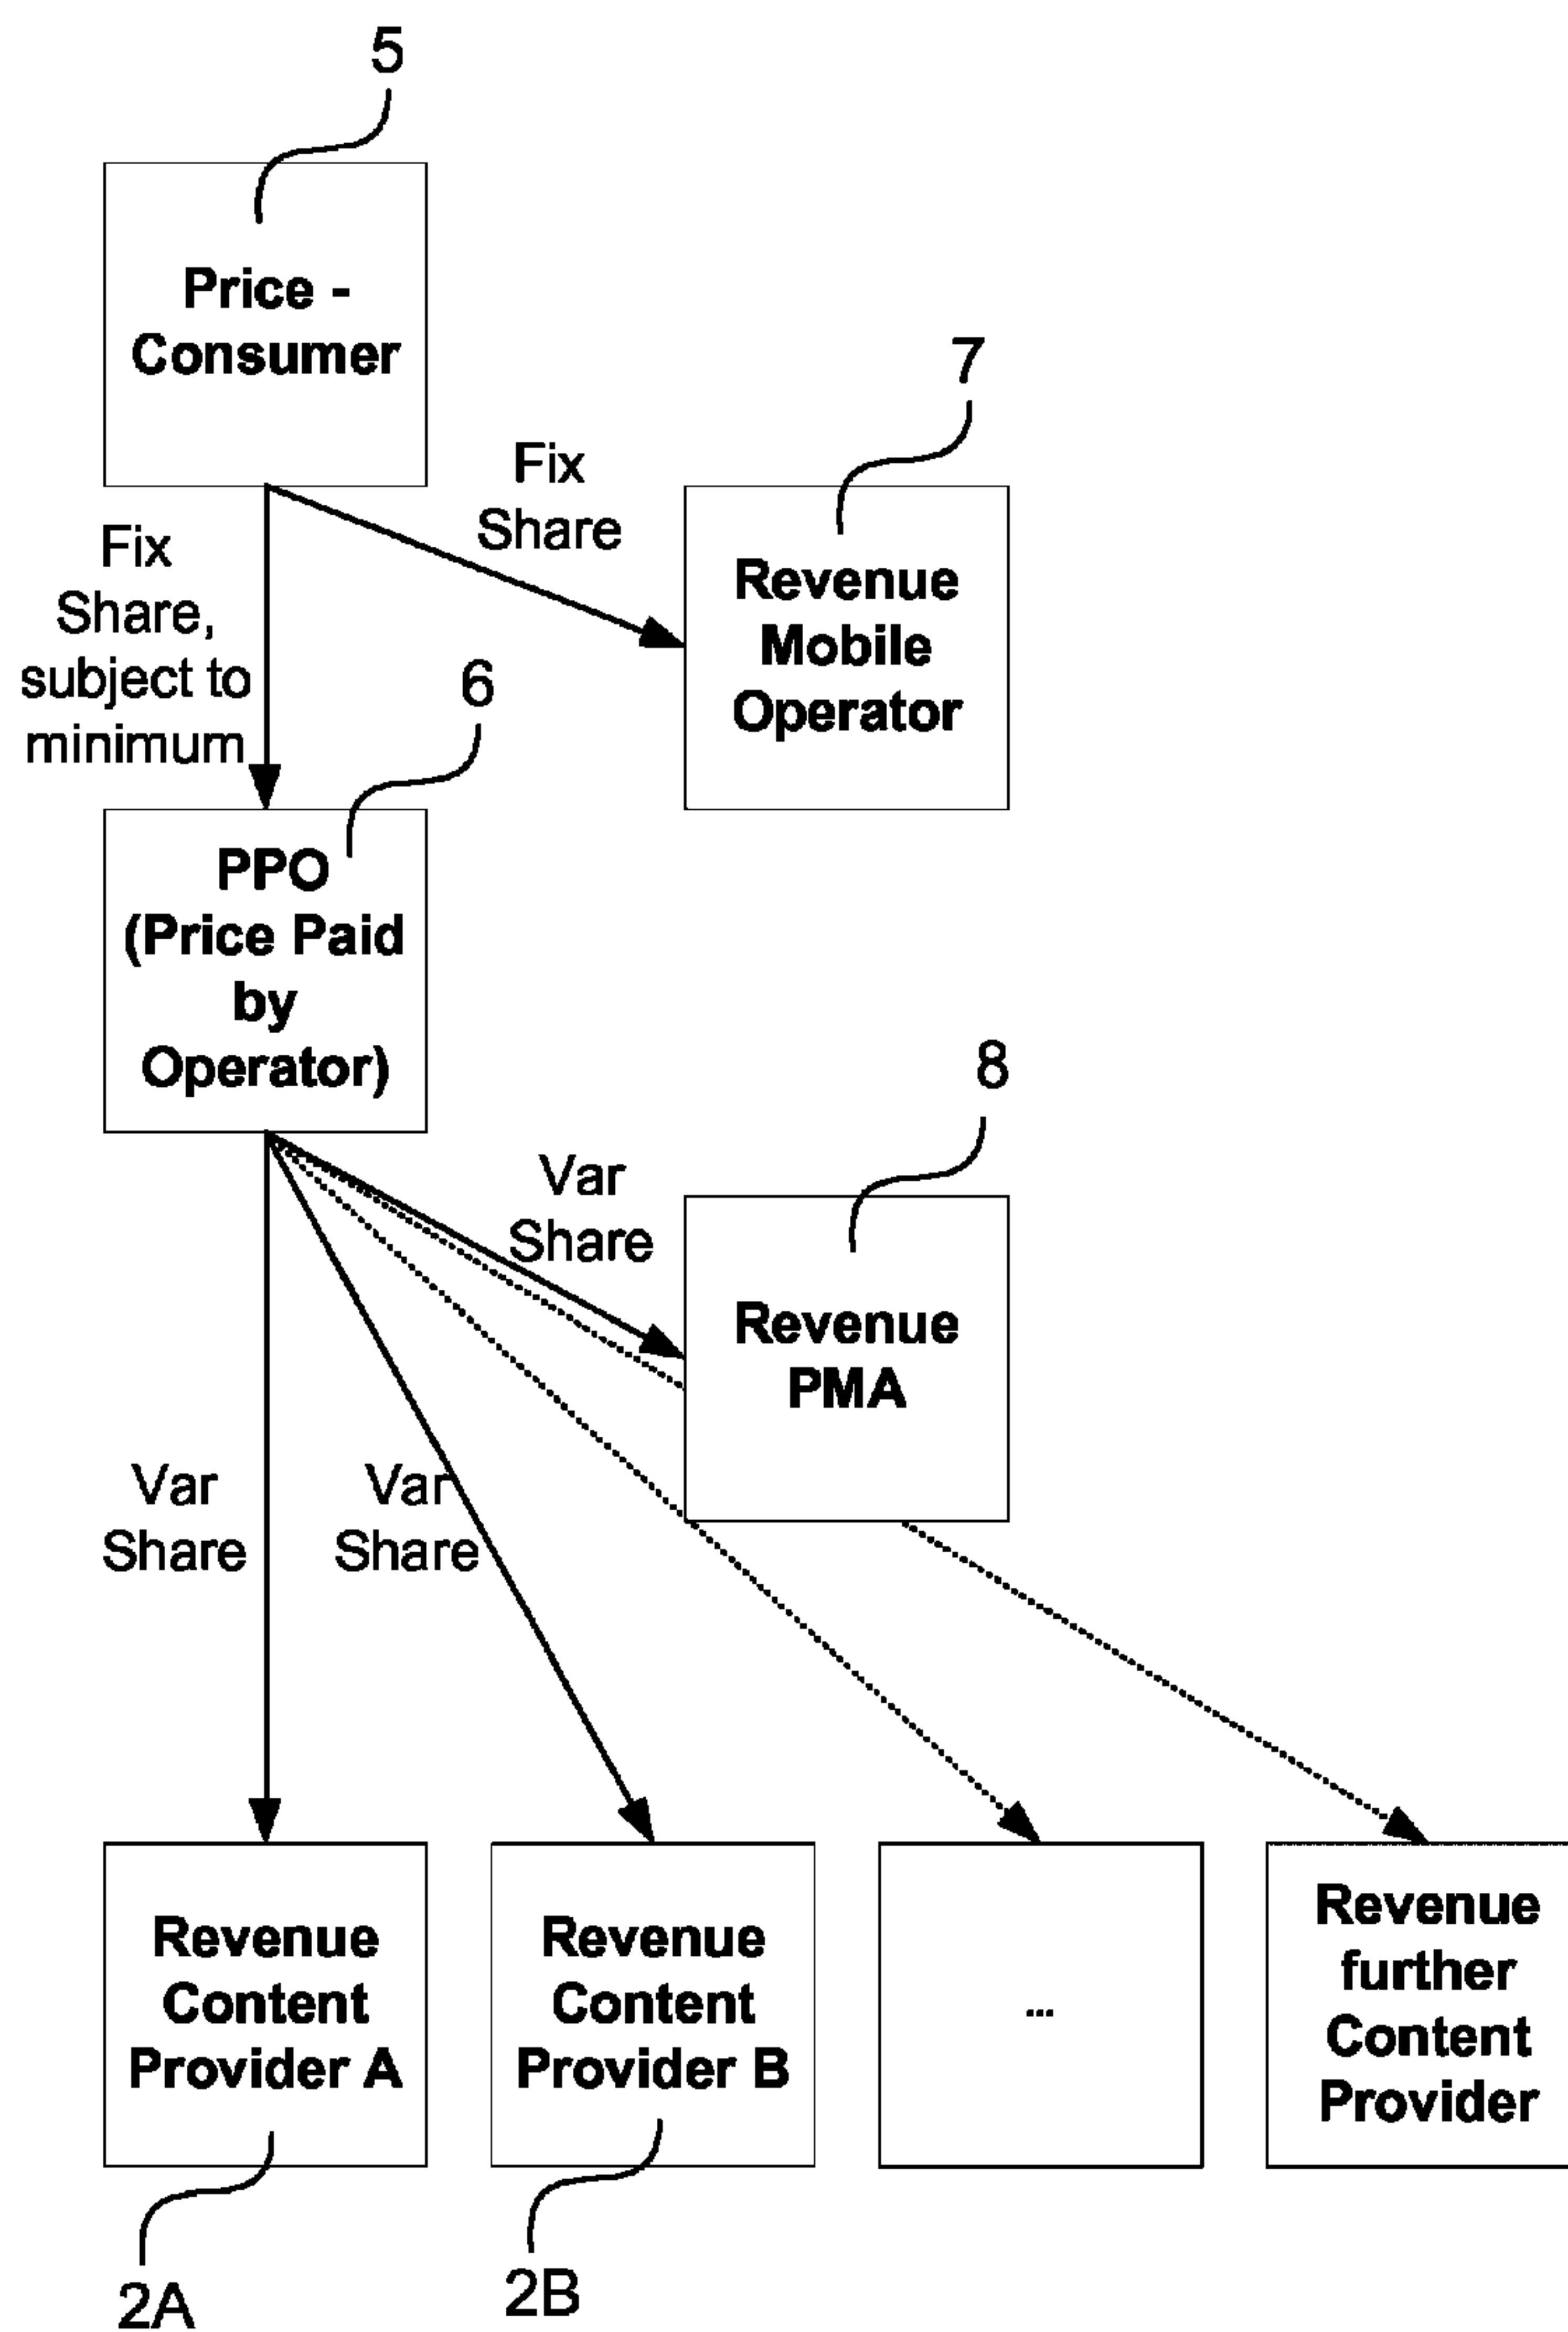 5
Price -
Consumer
7
Fix
Share
Fix
Share,
subject to
minimum
Revenue
Mobile
Operator
6
PPO
(Price Paid
by
Operator)
8
Var
Share
Revenue
PMA
Var
Share
Var
Share
Revenue
Content
Provider A
Revenue
Content
Provider B
...
Revenue
further
Content
Provider
2A
2B